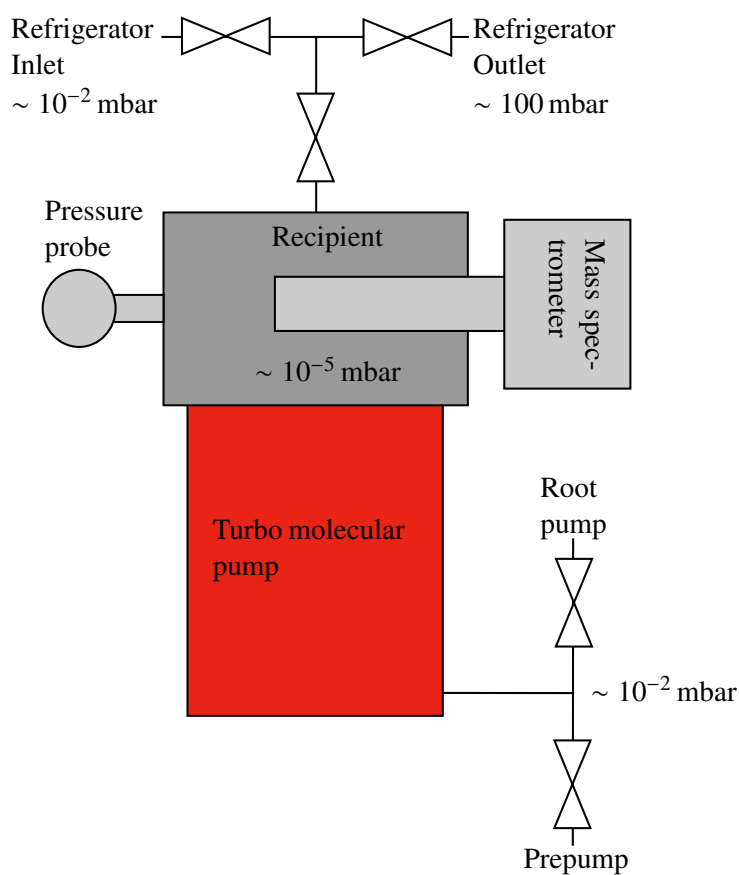 Refrigerator
Inlet
∼ 10⁻² mbar
Refrigerator
Outlet
∼ 100 mbar
Pressure
probe
Recipient
Mass spec-
trometer
∼ 10⁻⁵ mbar
Turbo molecular
pump
Root
pump
∼ 10⁻² mbar
Prepump